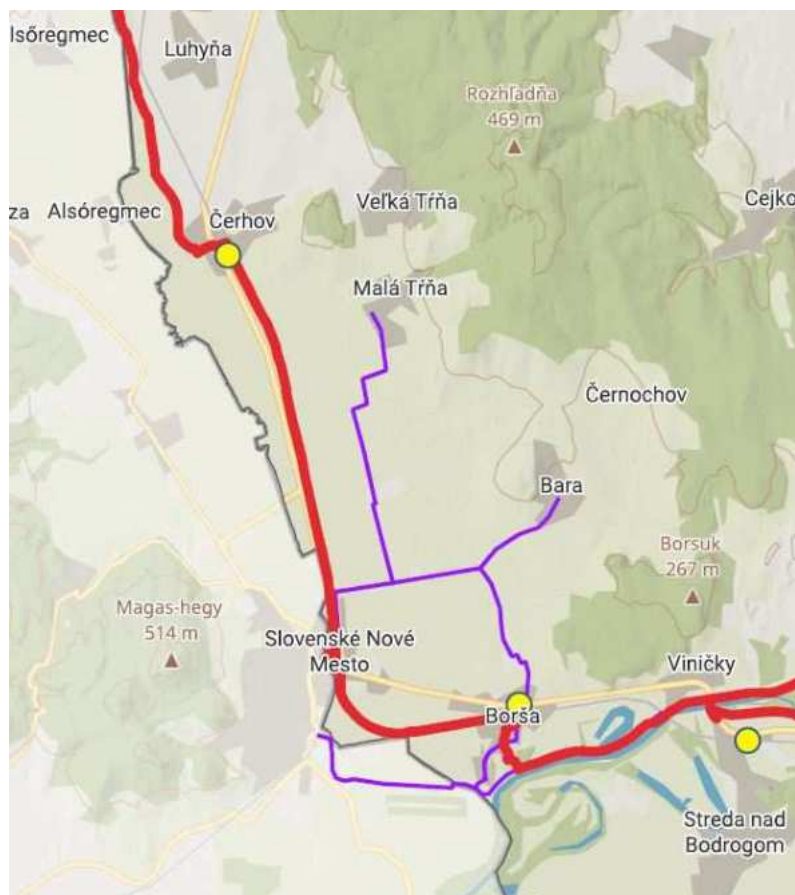 lsőregmec
Luhyňa
Rozhľadňa
469 m
Veľká Tŕňa
Cejko
za
Alsóregmec
Čerhov
Malá Tŕňa
Černochov
Bara
Borsuk
267 m
Magas-hegy
514 m
Slovenské Nové
Mesto
Viničky
Borša
Streda nad
Bodrogom